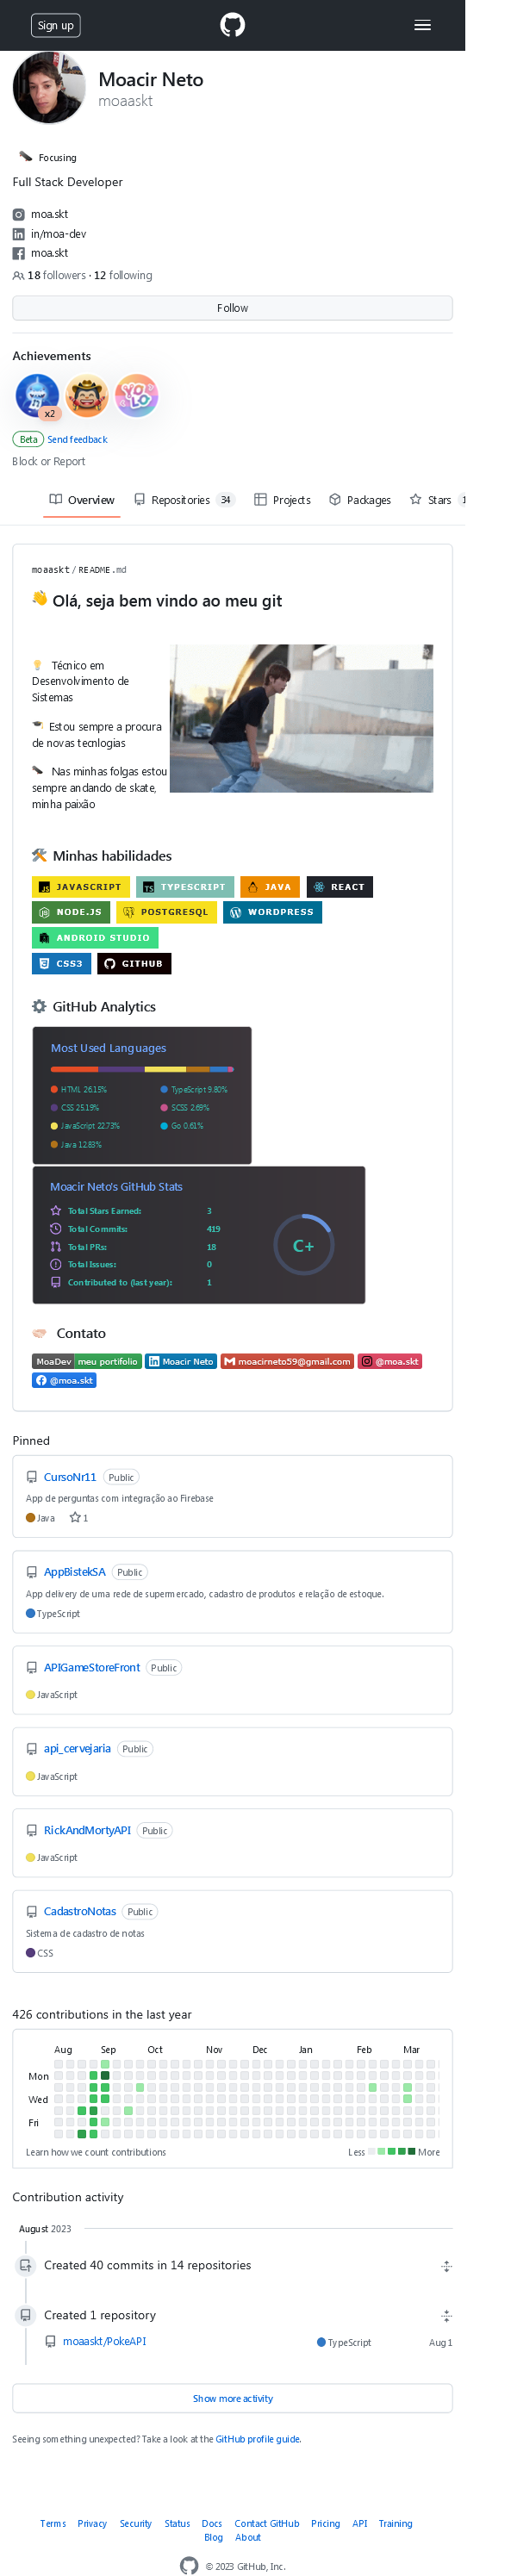 Sign up
Moacir Neto
moaaskt
Focusing
Full Stack Developer
moa.skt
in/moa-dev
moa.skt
18 followers · 12 following
Follow
Achievements
x2
YOLO
Beta Send feedback
Block or Report
Overview Repositories 34 Projects Packages Stars
moaaskt / README.md
Olá, seja bem vindo ao meu git
Técnico em
Desenvolvimento de
Sistemas
Estou sempre a procura
de novas tecnlogias
Nas minhas folgas estou
sempre andando de skate,
minha paixão
Minhas habilidades
JAVASCRIPT TYPESCRIPT JAVA REACT
NODE.JS POSTGRESQL WORDPRESS
ANDROID STUDIO
CSS3 GITHUB
GitHub Analytics
Most Used Languages
HTML 26.15% TypeScript 9.80%
CSS 25.19% SCSS 2.69%
JavaScript 22.73% Go 0.61%
Java 12.83%
Moacir Neto's GitHub Stats
Total Stars Earned: 3
Total Commits: 419
Total PRs: 18
Total Issues: 0
Contributed to (last year): 1
C+
Contato
MoaDev meu portifolio Moacir Neto moacirneto59@gmail.com @moa.skt
@moa.skt
Pinned
CursoNr11 Public
App de perguntas com integração ao Firebase
Java 1
AppBistekSA Public
App delivery de uma rede de supermercado, cadastro de produtos e relação de estoque.
TypeScript
APIGameStoreFront Public
JavaScript
api_cervejaria Public
JavaScript
RickAndMortyAPI Public
JavaScript
CadastroNotas Public
Sistema de cadastro de notas
CSS
426 contributions in the last year
Aug Sep Oct Nov Dec Jan Feb Mar
Mon
Wed
Fri
Learn how we count contributions Less More
Contribution activity
August 2023
Created 40 commits in 14 repositories
Created 1 repository
moaaskt/PokeAPI TypeScript Aug 1
Show more activity
Seeing something unexpected? Take a look at the GitHub profile guide.
Terms Privacy Security Status Docs Contact GitHub Pricing API Training
Blog About
© 2023 GitHub, Inc.